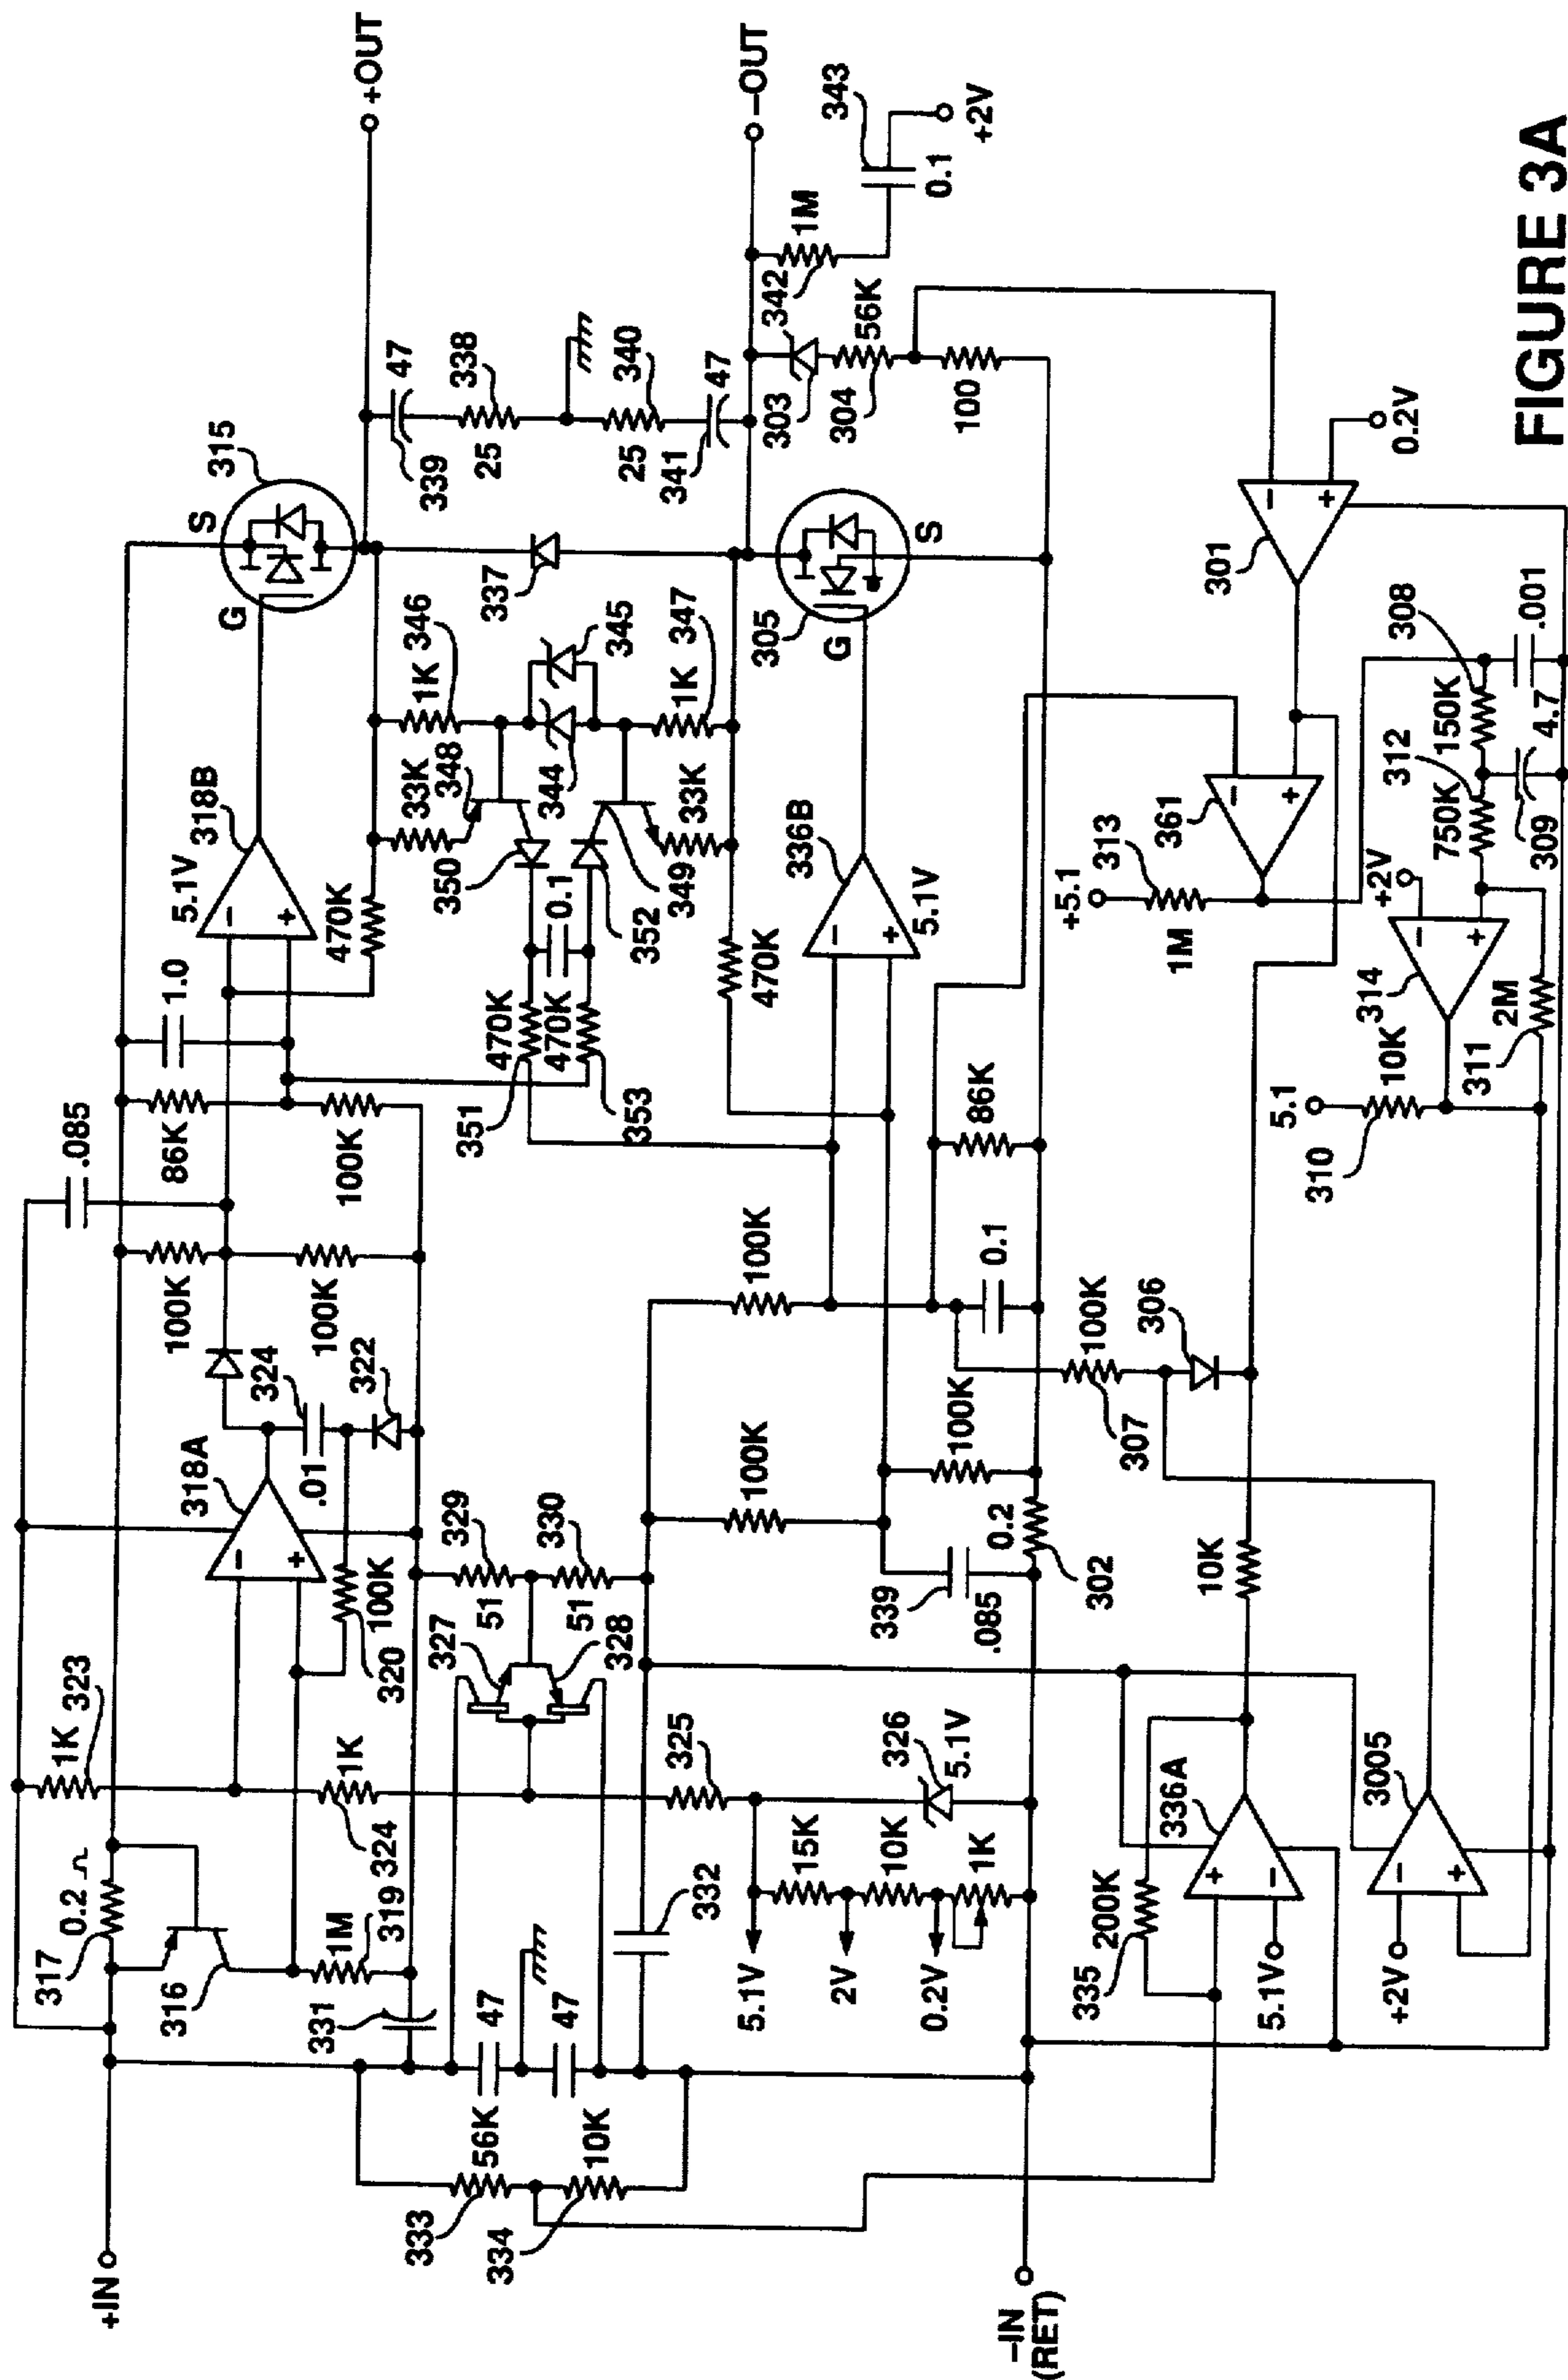 +IN
−IN
(RET)
333
56K
334
10K
47
47
331
332
317
0.2
316
1M
319
1K
323
1K
324
318A
.01
324
322
100K
320
.085
100K
100K
86K
100K
1.0
5.1V
318B
470K
G
S
315
+OUT
329
51
51
330
327
328
325
326
5.1V
5.1V
15K
2V
10K
0.2V
1K
100K
100K
100K
0.1
86K
339
.085
0.2
302
351
470K
470K
353
0.1
350
352
349
348
33K
33K
346
1K
344
345
1K
347
337
470K
336B
5.1V
G
S
305
339
47
338
25
340
25
341
47
−OUT
303
304
56K
100
342
1M
343
0.1
+2V
335
200K
336A
5.1V
+2V
3005
10K
307
100K
306
301
0.2V
361
+5.1
313
1M
308
150K
312
750K
309
4.7
.001
+2V
314
5.1
310
10K
311
2M
FIGURE 3A